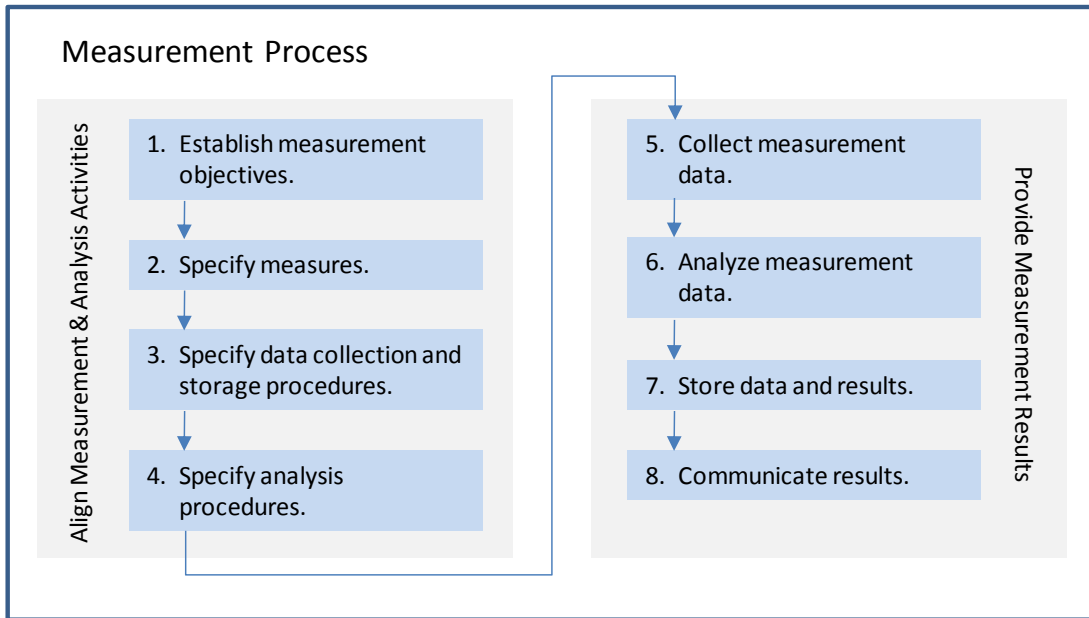 Measurement Process
Align Measurement & Analysis Activities
1. Establish measurement
objectives.
2. Specify measures.
3. Specify data collection and
storage procedures.
4. Specify analysis
procedures.
5. Collect measurement
data.
6. Analyze measurement
data.
7. Store data and results.
8. Communicate results.
Provide Measurement Results